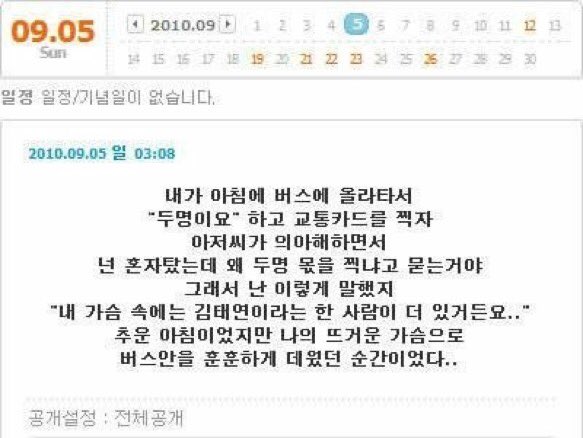 09.05
Sun
2010.09 1 2 3 4 5 6 7 8 9 10 11 12 13
14 15 16 17 18 19 20 21 22 23 24 25 26 27 28 29 30
일정 일정/기념일이 없습니다.
2010.09.05 일 03:08
내가 아침에 버스에 올라타서
"두명이요" 하고 교통카드를 찍자
아저씨가 의아해하면서
넌 혼자탔는데 왜 두명 몫을 찍냐고 묻는거야
그래서 난 이렇게 말했지
"내 가슴 속에는 김태연이라는 한 사람이 더 있거든요.."
추운 아침이었지만 나의 뜨거운 가슴으로
버스안을 훈훈하게 데웠던 순간이었다..
공개설정 : 전체공개